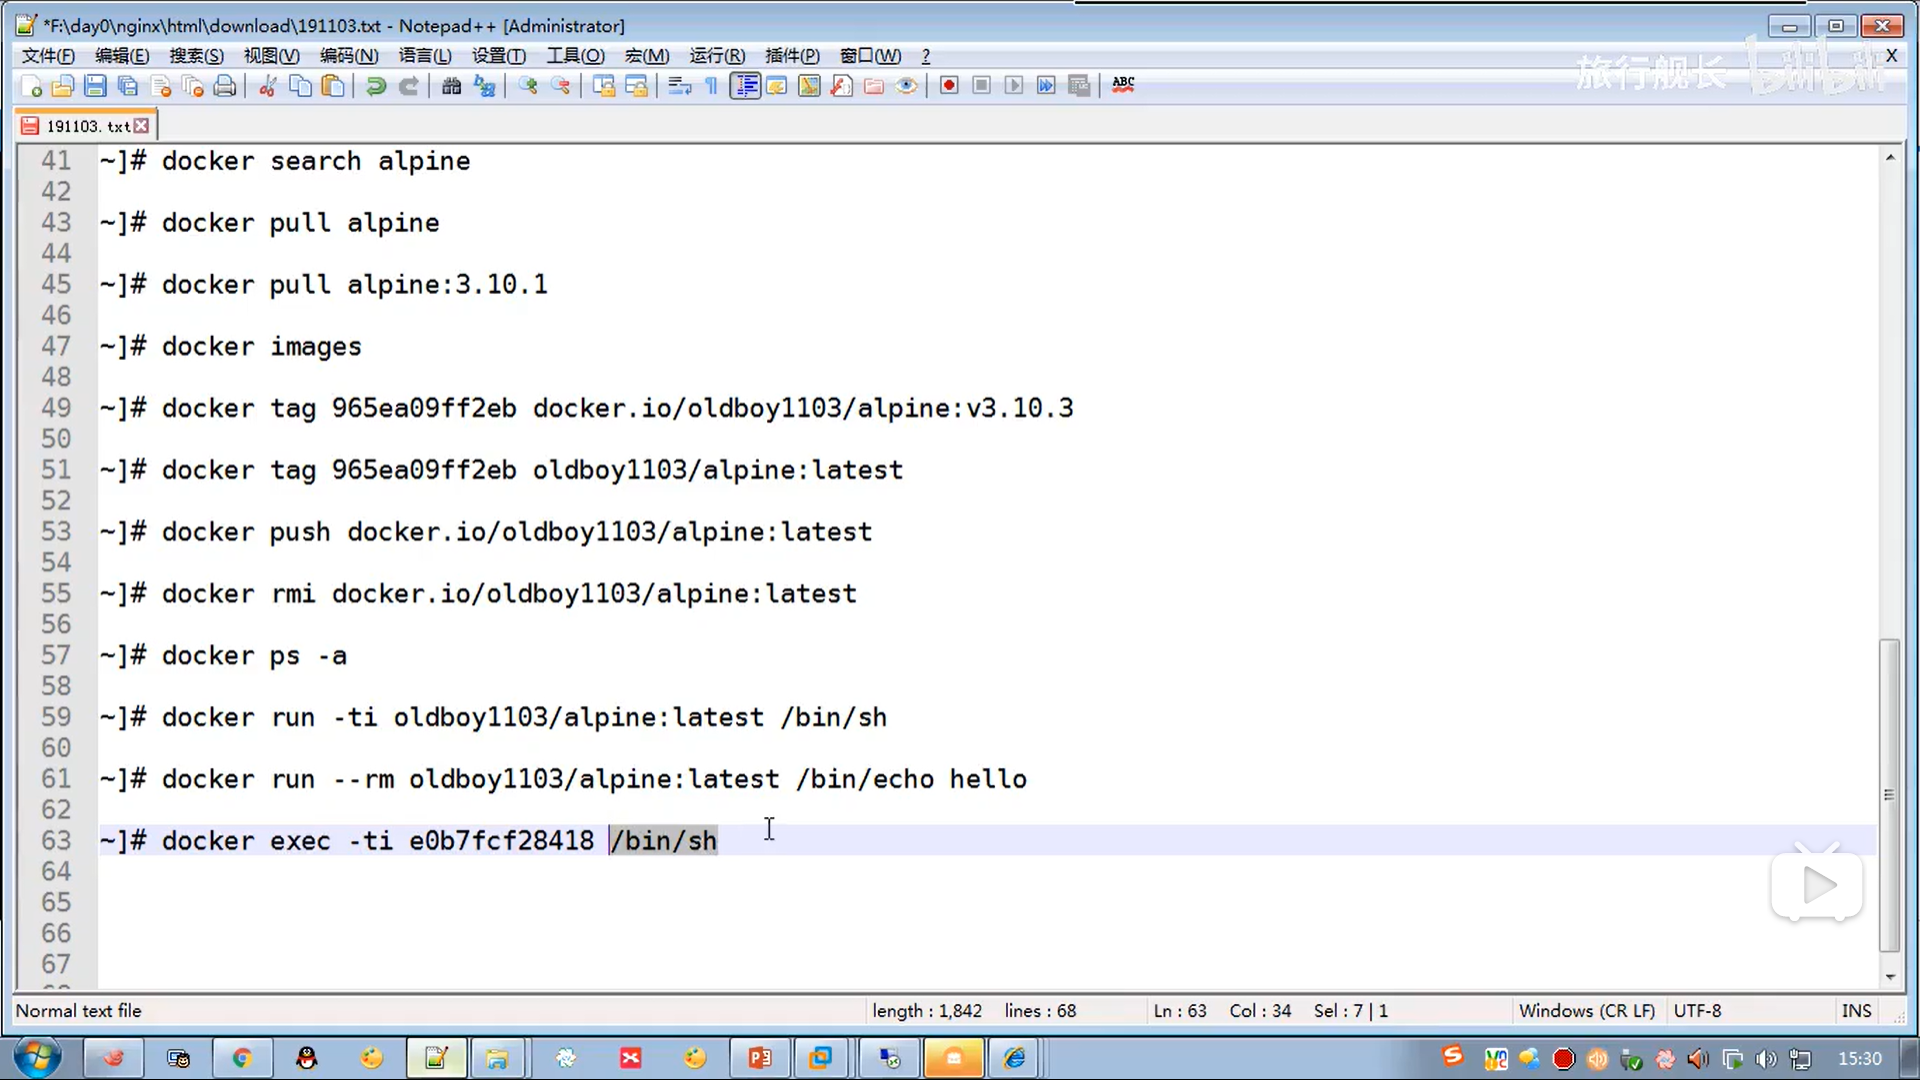 *F:\day0\nginx\html\download\191103.txt - Notepad++ [Administrator]
文件(F) 编辑(E) 搜索(S) 视图(V) 编码(N) 语言(L) 设置(T) 工具(O) 宏(M) 运行(R) 插件(P) 窗口(W) ? X
旅行舰长 bilibili
ABC
191103.txt
41 ~]# docker search alpine
42
43 ~]# docker pull alpine
44
45 ~]# docker pull alpine:3.10.1
46
47 ~]# docker images
48
49 ~]# docker tag 965ea09ff2eb docker.io/oldboy1103/alpine:v3.10.3
50
51 ~]# docker tag 965ea09ff2eb oldboy1103/alpine:latest
52
53 ~]# docker push docker.io/oldboy1103/alpine:latest
54
55 ~]# docker rmi docker.io/oldboy1103/alpine:latest
56
57 ~]# docker ps -a
58
59 ~]# docker run -ti oldboy1103/alpine:latest /bin/sh
60
61 ~]# docker run --rm oldboy1103/alpine:latest /bin/echo hello
62
63 ~]# docker exec -ti e0b7fcf28418 /bin/sh
64
65
66
67
Normal text file length : 1,842 lines : 68 Ln : 63 Col : 34 Sel : 7 | 1 Windows (CR LF) UTF-8 INS
15:30